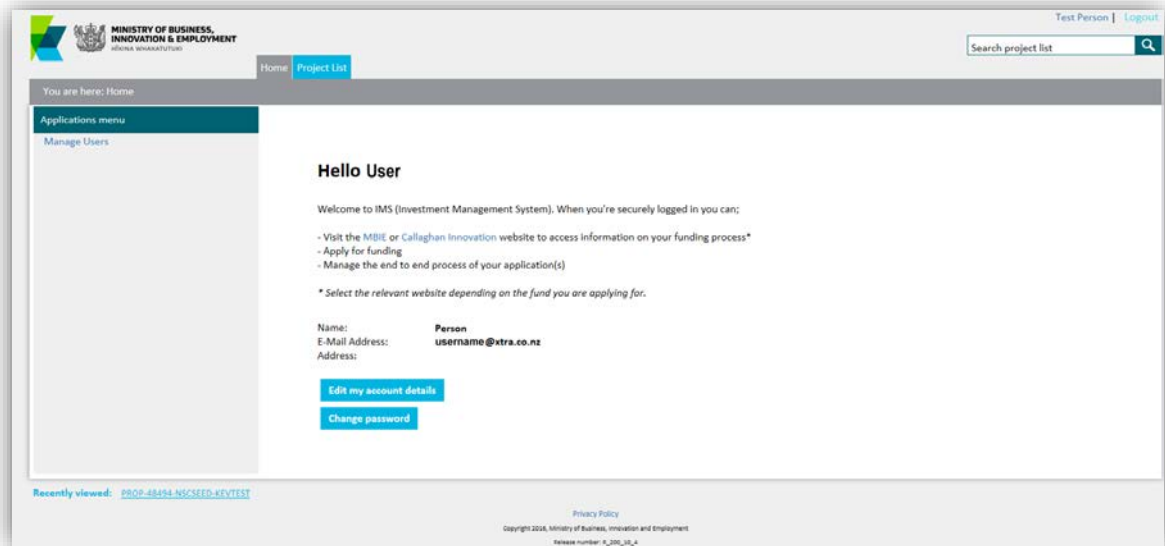 Test Person | Logout
MINISTRY OF BUSINESS,
INNOVATION & EMPLOYMENT
HĪKINA WHAKATUTUKI
Search project list
Home Project List
You are here: Home
Applications menu
Manage Users
Hello User
Welcome to IMS (Investment Management System). When you're securely logged in you can;
- Visit the MBIE or Callaghan Innovation website to access information on your funding process*
- Apply for funding
- Manage the end to end process of your application(s)
* Select the relevant website depending on the fund you are applying for.
Name: Person
E-Mail Address: username@xtra.co.nz
Address:
Edit my account details
Change password
Recently viewed: PROP-48494-NSCSEED-KEVTEST
Privacy Policy
Copyright 2016, Ministry of Business, Innovation and Employment
Release number: R_200_10_4